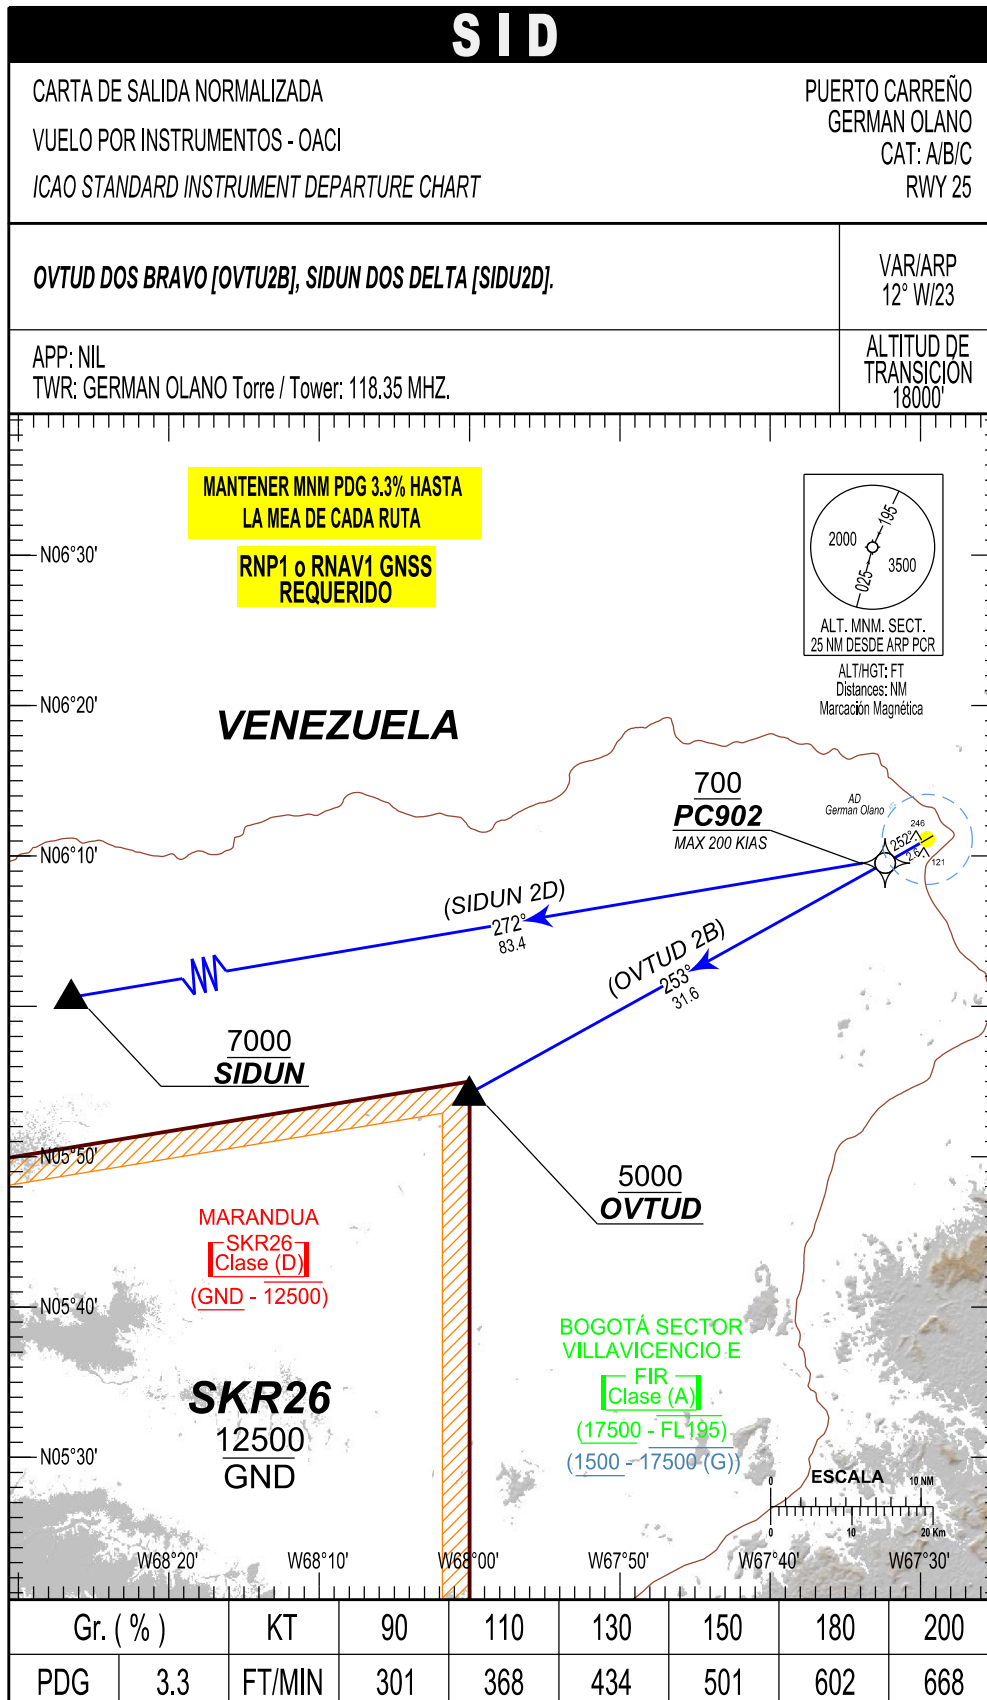 SID
CARTA DE SALIDA NORMALIZADA
VUELO POR INSTRUMENTOS - OACI
ICAO STANDARD INSTRUMENT DEPARTURE CHART
PUERTO CARREÑO
GERMAN OLANO
CAT: A/B/C
RWY 25
OVTUD DOS BRAVO [OVTU2B], SIDUN DOS DELTA [SIDU2D].
VAR/ARP
12° W/23
APP: NIL
TWR: GERMAN OLANO Torre / Tower: 118.35 MHZ.
ALTITUD DE
TRANSICIÓN
18000'
MANTENER MNM PDG 3.3% HASTA
LA MEA DE CADA RUTA
RNP1 o RNAV1 GNSS
REQUERIDO
195
2000
3500
025
ALT. MNM. SECT.
25 NM DESDE ARP PCR
ALT/HGT: FT
Distances: NM
Marcación Magnética
N06°30'
N06°20'
VENEZUELA
700
PC902
MAX 200 KIAS
AD
German Olano
246
252°
2.6
121
N06°10'
(SIDUN 2D)
272°
83.4
(OVTUD 2B)
253°
31.6
7000
SIDUN
N05°50'
5000
OVTUD
MARANDUA
SKR26
Clase (D)
(GND - 12500)
N05°40'
BOGOTÁ SECTOR
VILLAVICENCIO E
FIR
Clase (A)
(17500 - FL195)
(1500 - 17500 (G))
SKR26
12500
GND
N05°30'
0 ESCALA 10 NM
0 10 20 Km
W68°20' W68°10' W68°00' W67°50' W67°40' W67°30'
Gr. ( % ) KT 90 110 130 150 180 200
PDG 3.3 FT/MIN 301 368 434 501 602 668